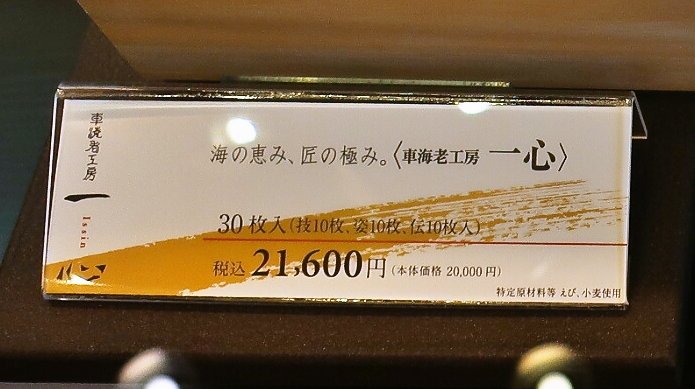 車海老工房
一
Issin
心
海の恵み、匠の極み。〈車海老工房 一心〉
30枚入(技10枚、姿10枚、伝10枚入)
税込 21,600円(本体価格 20,000円)
特定原材料等 えび、小麦使用